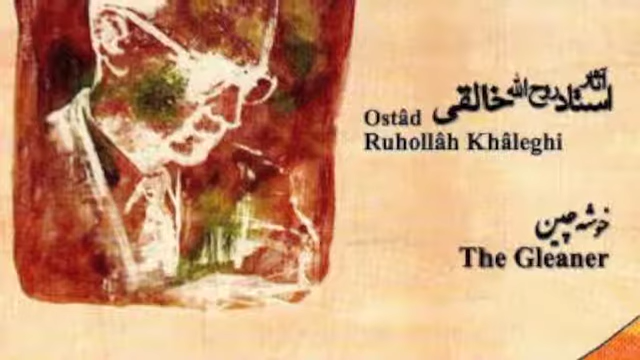 آثار
استاد روح الله خالقی
Ostâd
Ruhollâh Khâleghi
خوشه چین
The Gleaner